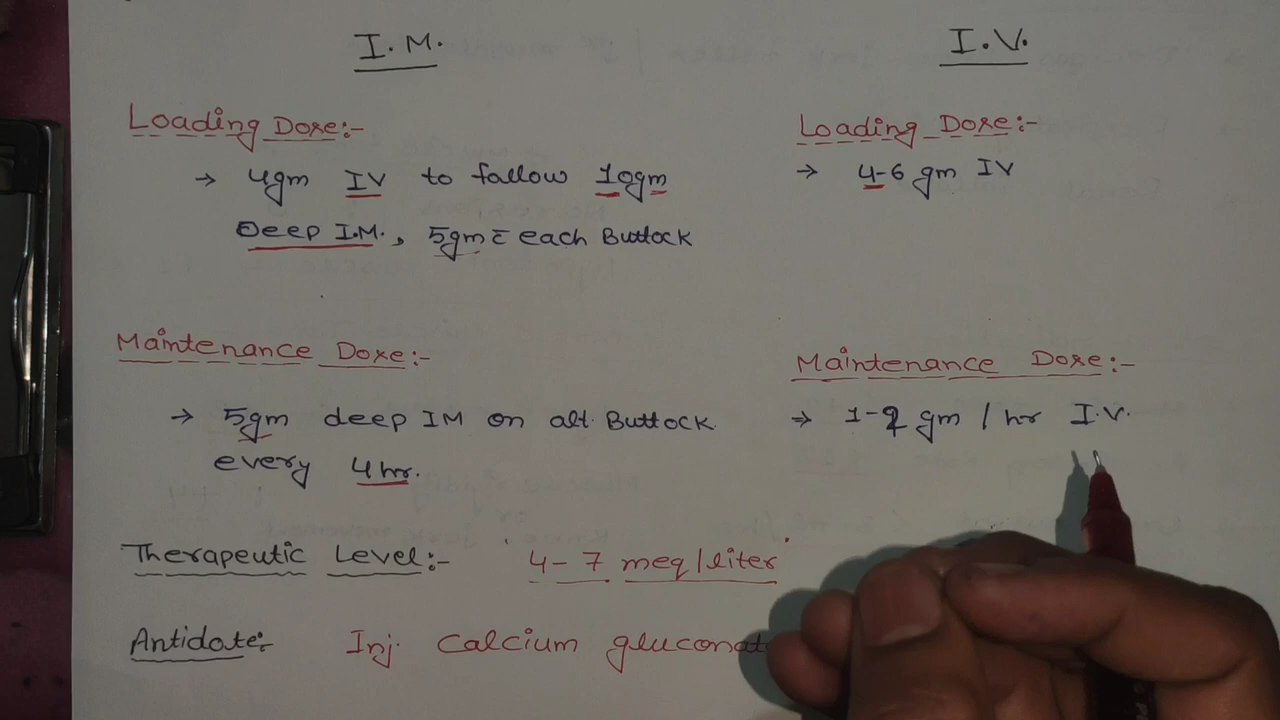 I.M.
Loading Dose:-
→ 4gm IV to fallow 10gm
Deep I.M., 5gm c̄ each Buttock
Maintenance Dose:-
→ 5gm deep IM on alt. Buttock
every 4 hr.
Therapeutic Level:- 4-7 meq/liter
Antidote:- Inj. Calcium gluconat
I.V.
Loading Dose:-
→ 4-6 gm IV
Maintenance Dose:-
→ 1-2 gm / hr I.V.